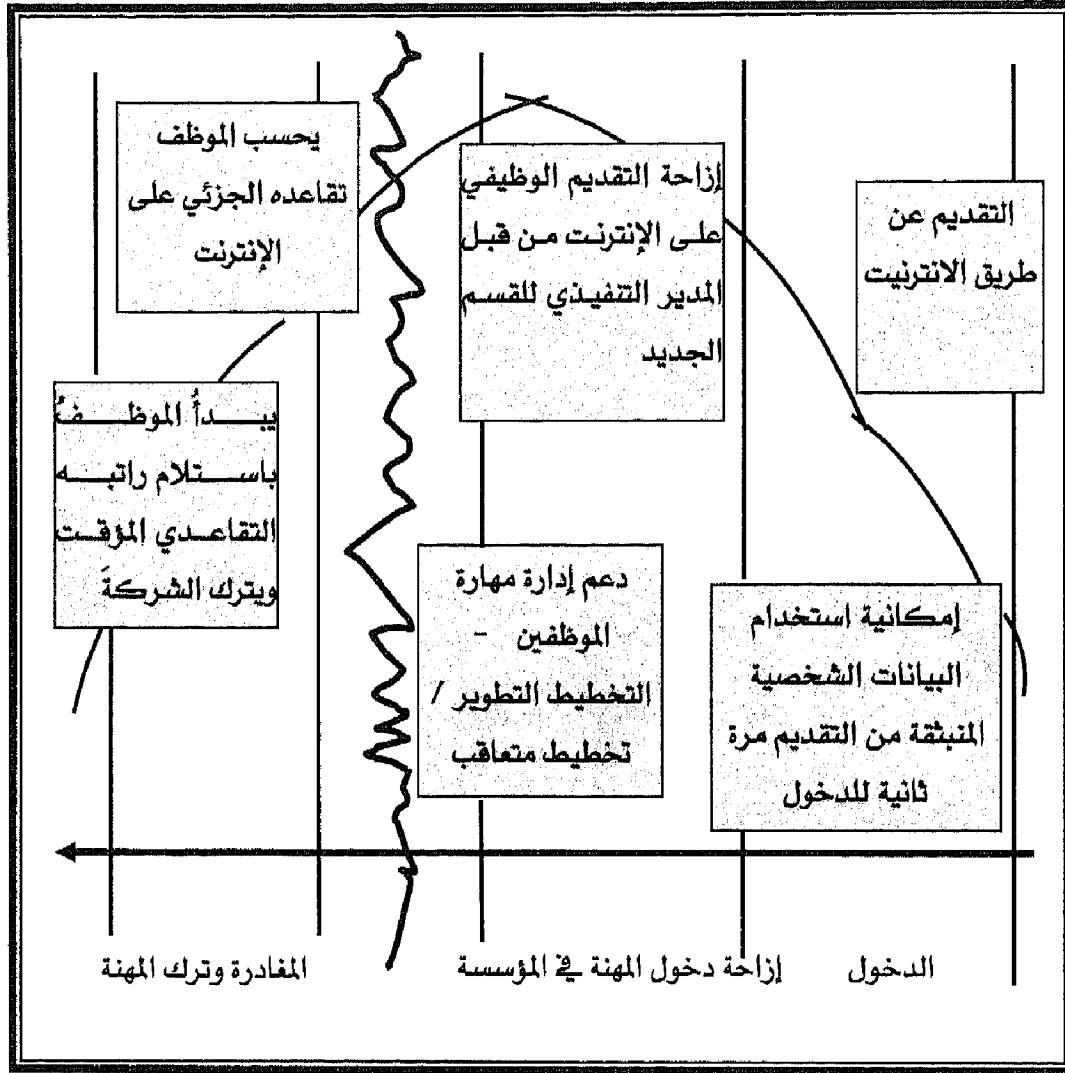 التقديم عن
طريق الانترنيت
إزاحة التقديم الوظيفي
على الإنترنت من قبل
المدير التنفيذي للقسم
الجديد
يحسب الموظف
تقاعده الجزئي على
الإنترنت
يبدأُ الموظفُ
باستلام راتبه
التقاعدي المؤقت
ويترك الشركةَ
دعم إدارة مهارة
الموظفين -
التخطيط التطوير /
تخطيط متعاقب
إمكانية استخدام
البيانات الشخصية
المنبثقة من التقديم مرة
ثانية للدخول
الدخول
إزاحة دخول المهنة في المؤسسة
المغادرة وترك المهنة